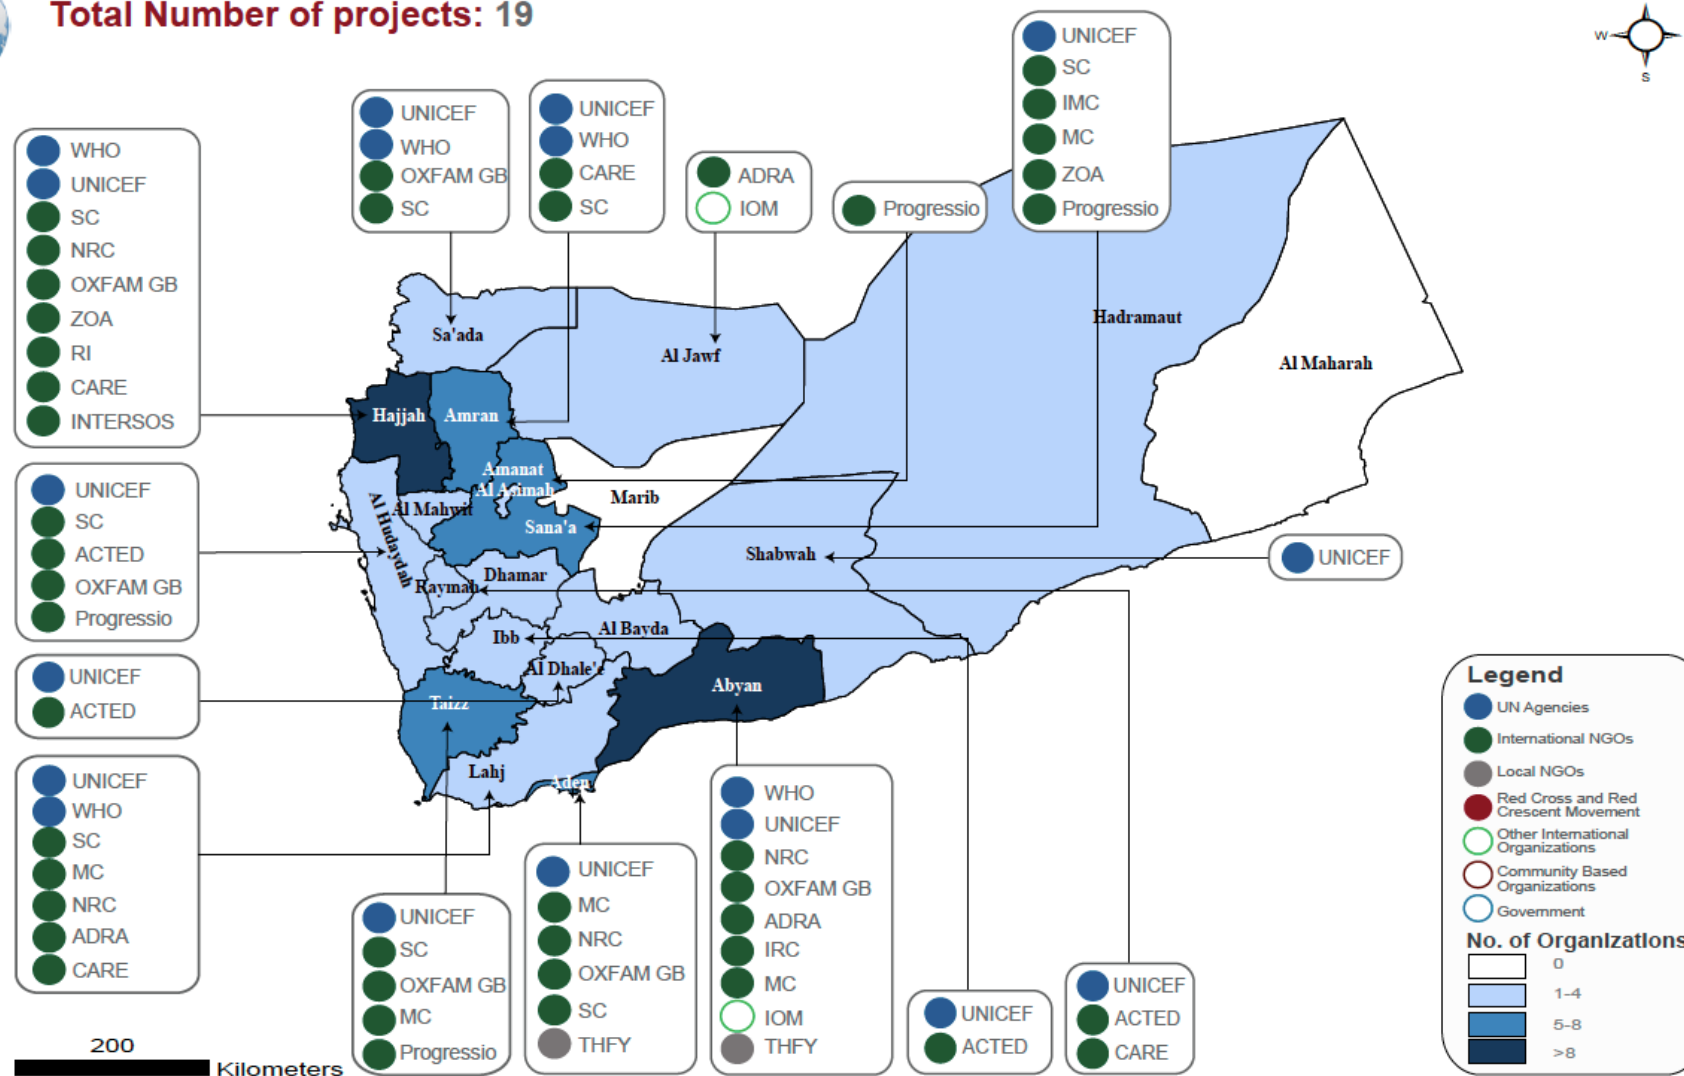 Total Number of projects: 19
W
S
WHO
UNICEF
SC
NRC
OXFAM GB
ZOA
RI
CARE
INTERSOS
UNICEF
WHO
OXFAM GB
SC
UNICEF
WHO
CARE
SC
ADRA
IOM
Progressio
UNICEF
SC
IMC
MC
ZOA
Progressio
Sa'ada
Al Jawf
Hadramaut
Al Maharah
Hajjah
Amran
Amanat
Al Asimah
Marib
Al Mahwit
Sana'a
Al Hudaydah
Shabwah
Dhamar
Raymah
Ibb
Al Bayda
Al Dhale'e
Abyan
Taizz
Lahj
Aden
UNICEF
SC
ACTED
OXFAM GB
Progressio
UNICEF
UNICEF
ACTED
UNICEF
WHO
SC
MC
NRC
ADRA
CARE
UNICEF
SC
OXFAM GB
MC
Progressio
UNICEF
MC
NRC
OXFAM GB
SC
THFY
WHO
UNICEF
NRC
OXFAM GB
ADRA
IRC
MC
IOM
THFY
UNICEF
ACTED
UNICEF
ACTED
CARE
200
Kilometers
Legend
UN Agencies
International NGOs
Local NGOs
Red Cross and Red
Crescent Movement
Other International
Organizations
Community Based
Organizations
Government
No. of Organizations
0
1-4
5-8
>8